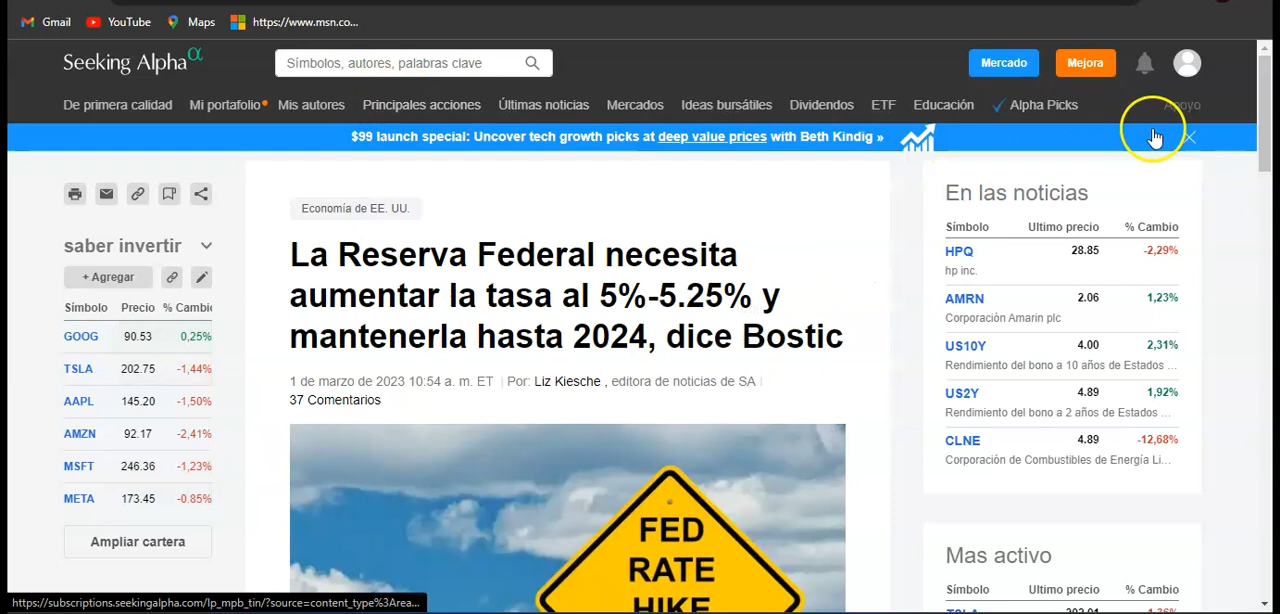 Gmail YouTube Maps https://www.msn.co...
Seeking Alpha α Símbolos, autores, palabras clave Mercado Mejora
De primera calidad Mi portafolio Mis autores Principales acciones Últimas noticias Mercados Ideas bursátiles Dividendos ETF Educación Alpha Picks Apoyo
$99 launch special: Uncover tech growth picks at deep value prices with Beth Kindig »
saber invertir
+ Agregar
Símbolo Precio % Cambio
GOOG 90.53 0,25%
TSLA 202.75 -1,44%
AAPL 145.20 -1,50%
AMZN 92.17 -2,41%
MSFT 246.36 -1,23%
META 173.45 -0.85%
Ampliar cartera
Economía de EE. UU.
La Reserva Federal necesita
aumentar la tasa al 5%-5.25% y
mantenerla hasta 2024, dice Bostic
1 de marzo de 2023 10:54 a. m. ET | Por: Liz Kiesche , editora de noticias de SA |
37 Comentarios
FED
RATE
HIKE
En las noticias
Símbolo Ultimo precio % Cambio
HPQ 28.85 -2,29%
hp inc.
AMRN 2.06 1,23%
Corporación Amarin plc
US10Y 4.00 2,31%
Rendimiento del bono a 10 años de Estados ...
US2Y 4.89 1,92%
Rendimiento del bono a 2 años de Estados ...
CLNE 4.89 -12,68%
Corporación de Combustibles de Energía Li...
Mas activo
Símbolo Ultimo precio % Cambio
TSLA
https://subscriptions.seekingalpha.com/lp_mpb_tin/?source=content_type%3Area...